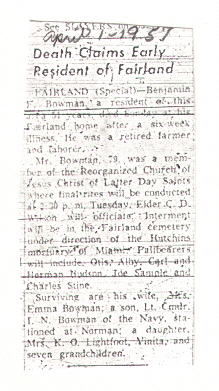 See
April 1-1957
Death Claims Early
Resident of Fairland
FAIRLAND (Special)—Benjamin
F. Bowman, a resident of this
51 years, died Sunday at his
Fairland home after a six-week
illness. He was a retired farmer
and laborer.
Mr. Bowman, 79, was a mem-
ber of the Reorganized Church of
Jesus Christ of Latter Day Saints
where final rites will be conducted
at 2:30 p.m. Tuesday. Elder C. D.
Wilson will officiate. Interment
will be in the Fairland cemetery
under direction of the Hutchins
mortuary of Miami. Pallbearers
will include Otis Alby, Carl and
Herman Hudson, Joe Sample and
Charles Stine.
Surviving are his wife, Mrs.
Emma Bowman; a son, Lt. Cmdr.
I. N. Bowman of the Navy, sta-
tioned at Norman; a daughter,
Mrs. K. O. Lightfoot, Vinita, and
seven grandchildren.